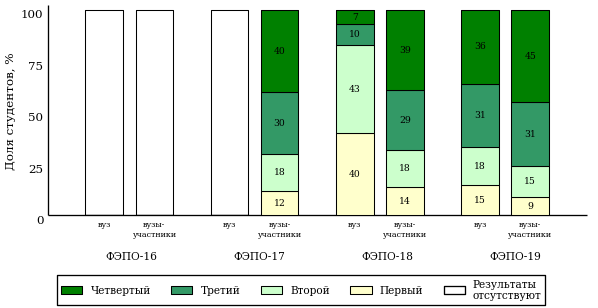 Доля студентов, %
100
75
50
25
0
40
30
18
12
7
10
43
40
39
29
18
14
36
31
18
15
45
31
15
9
вуз
вузы-
участники
вуз
вузы-
участники
вуз
вузы-
участники
вуз
вузы-
участники
ФЭПО-16
ФЭПО-17
ФЭПО-18
ФЭПО-19
Четвертый
Третий
Второй
Первый
Результаты
отсутствуют